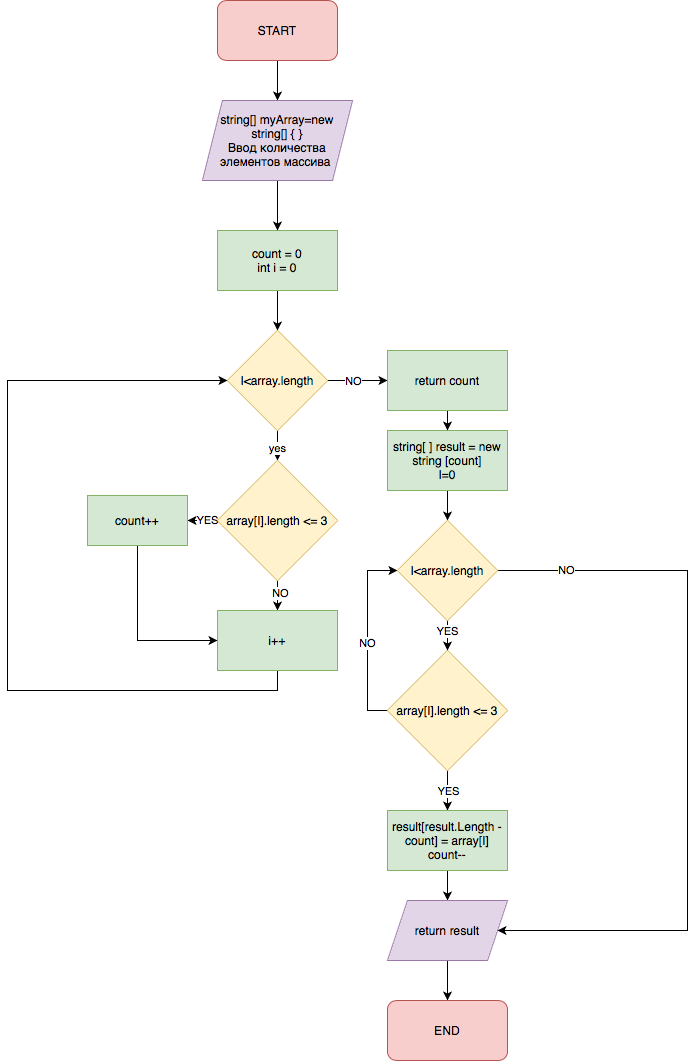 START
string[] myArray=new
string[] { }
Ввод количества
элементов массива
count = 0
int i = 0
I<array.length
NO
return count
yes
string[ ] result = new
string [count]
I=0
array[I].length <= 3
YES
count++
NO
i++
I<array.length
NO
YES
NO
array[I].length <= 3
YES
result[result.Length -
count] = array[I]
count--
return result
END